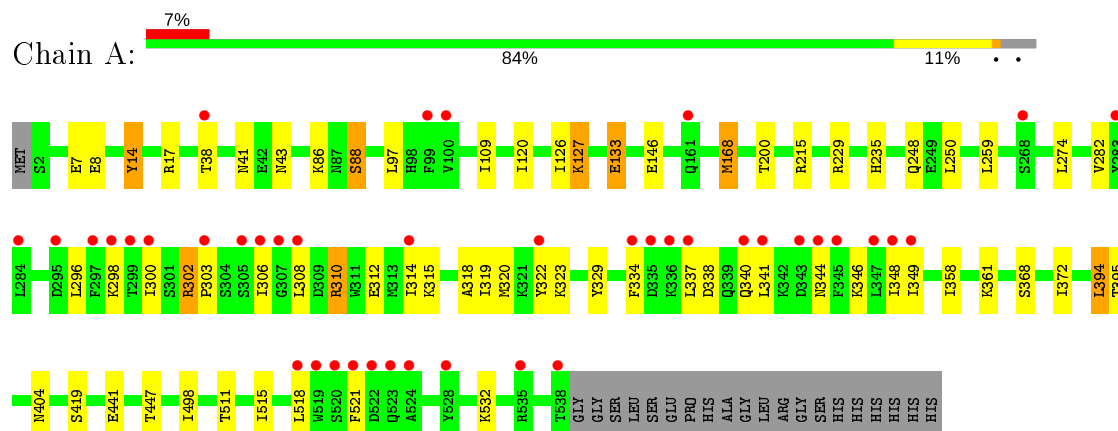 7%
Chain A:
84% 11% • •
MET S2 E7 E8 Y14 R17 T38 N41 E42 N43 K86 N87 S88 L97 H98 F99 V100 I109 I120 I126 K127 E133 E146 Q161 M168 T200 R215 R229 H235 Q248 E249 L250 L259 S268 L274 V282 Y283
L284 D295 L296 F297 K298 T299 I300 S301 R302 P303 S304 S305 I306 G307 L308 D309 R310 W311 E312 M313 I314 K315 A318 I319 M320 K321 Y322 K323 Y329 F334 D335 K336 L337 D338 Q339 Q340 L341 K342 D343 N344 F345 K346 L347 I348 I349 I358 K361 S368 I372 L394 T395
N404 S419 E441 T447 I498 T511 I515 L518 W519 S520 F521 D522 Q523 A524 Y528 K532 R535 T538 GLY GLY SER LEU SER GLU PRO HIS ALA GLY LEU ARG GLY SER HIS HIS HIS HIS HIS HIS